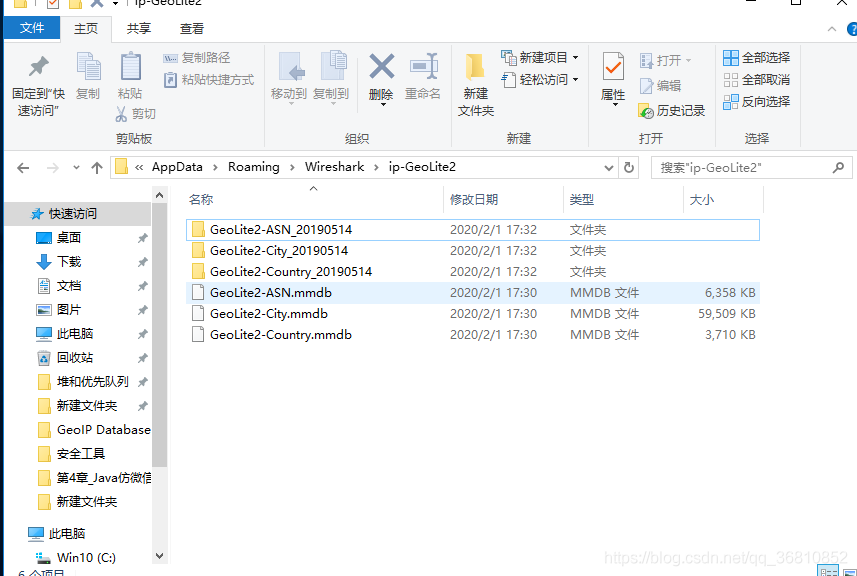 ip-GeoLite2
文件 主页 共享 查看
固定到“快速访问”
复制
粘贴
复制路径
粘贴快捷方式
剪切
剪贴板
移动到 复制到 删除 重命名
组织
新建文件夹
新建项目
轻松访问
新建
属性
打开
编辑
历史记录
打开
全部选择
全部取消
反向选择
选择
« AppData › Roaming › Wireshark › ip-GeoLite2
搜索"ip-GeoLite2"
名称 修改日期 类型 大小
GeoLite2-ASN_20190514 2020/2/1 17:32 文件夹
GeoLite2-City_20190514 2020/2/1 17:32 文件夹
GeoLite2-Country_20190514 2020/2/1 17:32 文件夹
GeoLite2-ASN.mmdb 2020/2/1 17:30 MMDB 文件 6,358 KB
GeoLite2-City.mmdb 2020/2/1 17:30 MMDB 文件 59,509 KB
GeoLite2-Country.mmdb 2020/2/1 17:30 MMDB 文件 3,710 KB
快速访问
桌面
下载
文档
图片
此电脑
回收站
堆和优先队列
新建文件夹
GeoIP Database
安全工具
第4章_Java仿微信
新建文件夹
此电脑
Win10 (C:)
6 个项目
https://blog.csdn.net/qq_36810852